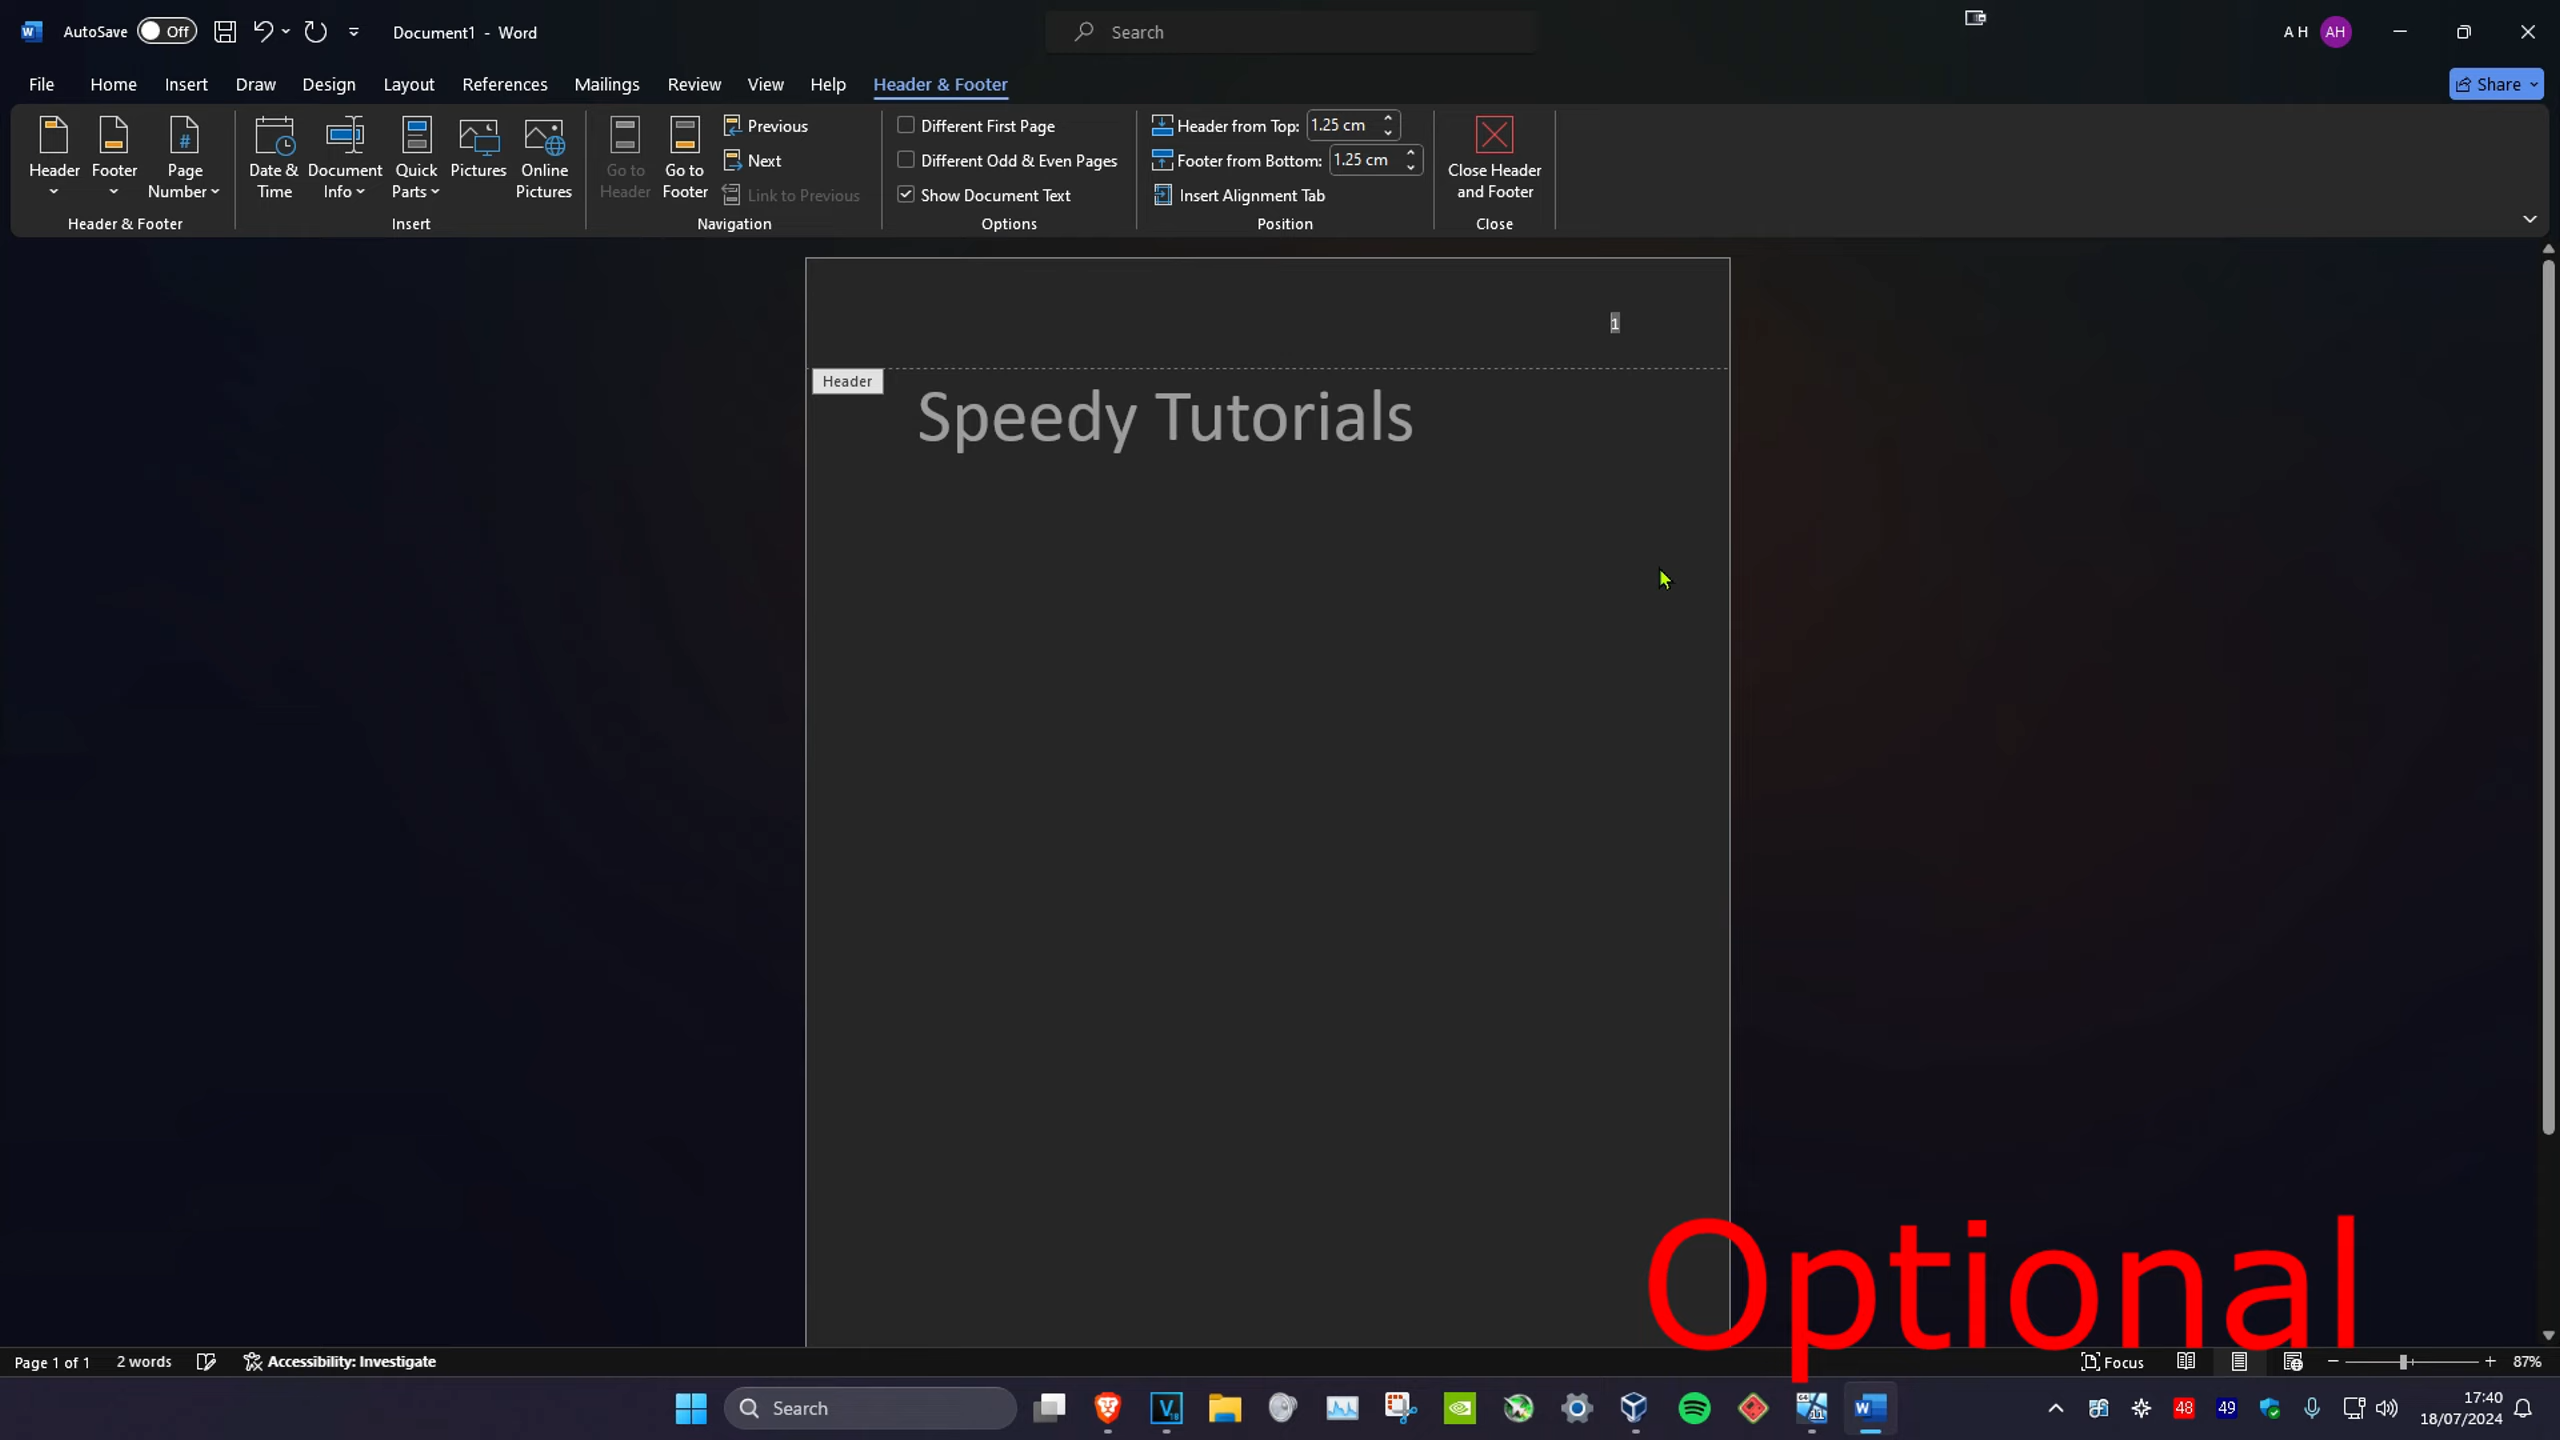 AutoSave Off Document1 - Word Search A H AH
File Home Insert Draw Design Layout References Mailings Review View Help Header & Footer Share
Header Footer Page Number Date & Time Document Info Quick Parts Pictures Online Pictures Go to Header Go to Footer Previous Next Link to Previous
Different First Page
Different Odd & Even Pages
Show Document Text
Header from Top: 1.25 cm
Footer from Bottom: 1.25 cm
Insert Alignment Tab
Close Header and Footer
Header & Footer Insert Navigation Options Position Close
1
Header
Speedy Tutorials
Optional
Page 1 of 1 2 words Accessibility: Investigate Focus 87%
Search 48 49 17:40
18/07/2024